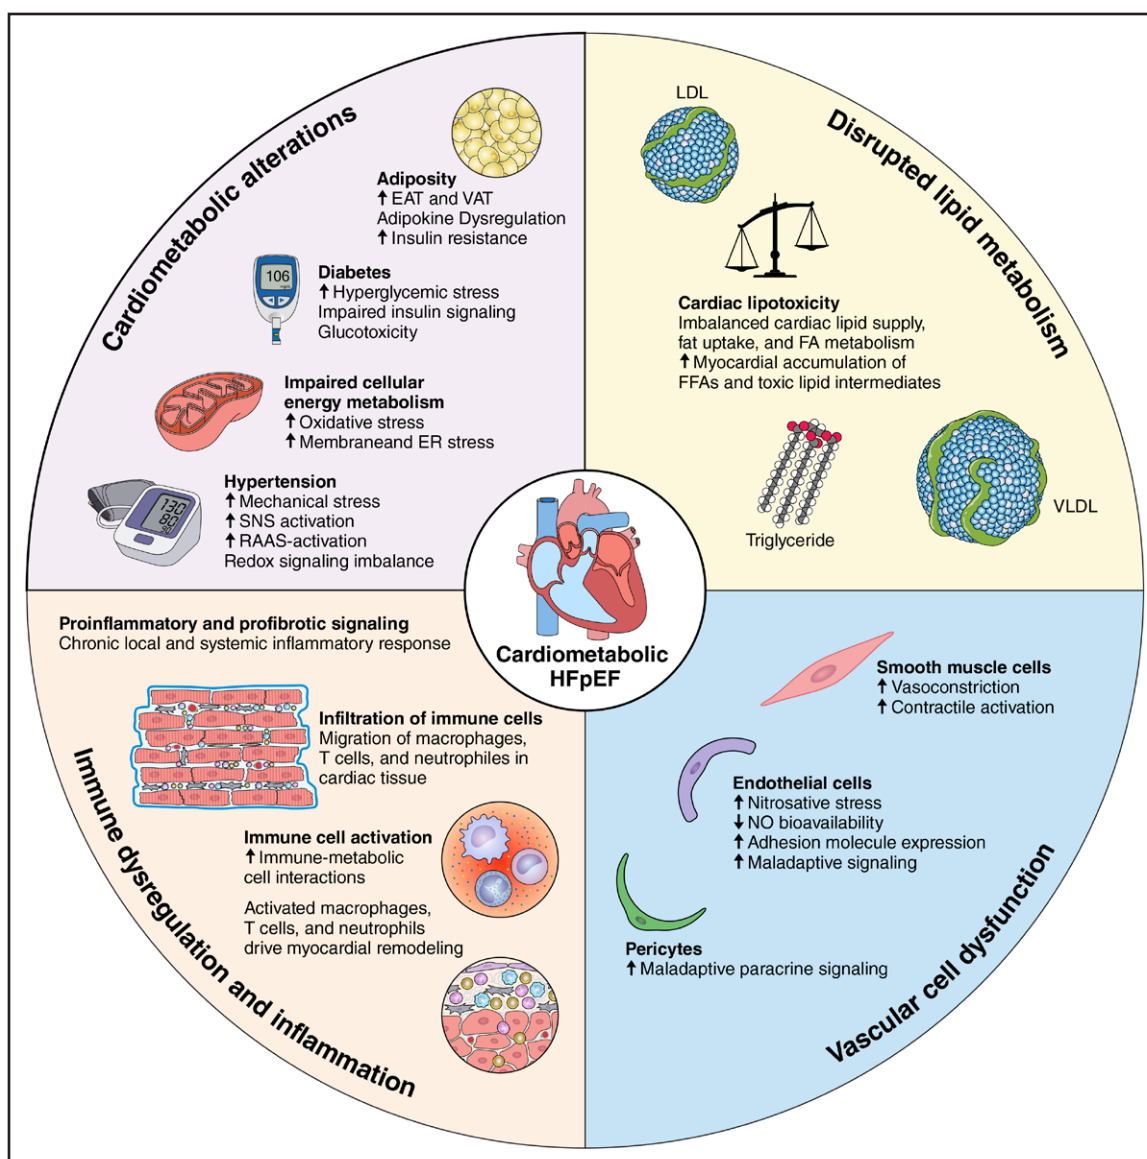 Cardiometabolic alterations
Adiposity
↑ EAT and VAT
Adipokine Dysregulation
↑ Insulin resistance
106
Diabetes
↑ Hyperglycemic stress
Impaired insulin signaling
Glucotoxicity
Impaired cellular
energy metabolism
↑ Oxidative stress
↑ Membraneand ER stress
130
80
Hypertension
↑ Mechanical stress
↑ SNS activation
↑ RAAS-activation
Redox signaling imbalance
Disrupted lipid metabolism
LDL
Cardiac lipotoxicity
Imbalanced cardiac lipid supply,
fat uptake, and FA metabolism
↑ Myocardial accumulation of
FFAs and toxic lipid intermediates
Triglyceride
VLDL
Cardiometabolic
HFpEF
Immune dysregulation and inflammation
Proinflammatory and profibrotic signaling
Chronic local and systemic inflammatory response
Infiltration of immune cells
Migration of macrophages,
T cells, and neutrophiles in
cardiac tissue
Immune cell activation
↑ Immune-metabolic
cell interactions
Activated macrophages,
T cells, and neutrophils
drive myocardial remodeling
Vascular cell dysfunction
Smooth muscle cells
↑ Vasoconstriction
↑ Contractile activation
Endothelial cells
↑ Nitrosative stress
↓ NO bioavailability
↑ Adhesion molecule expression
↑ Maladaptive signaling
Pericytes
↑ Maladaptive paracrine signaling